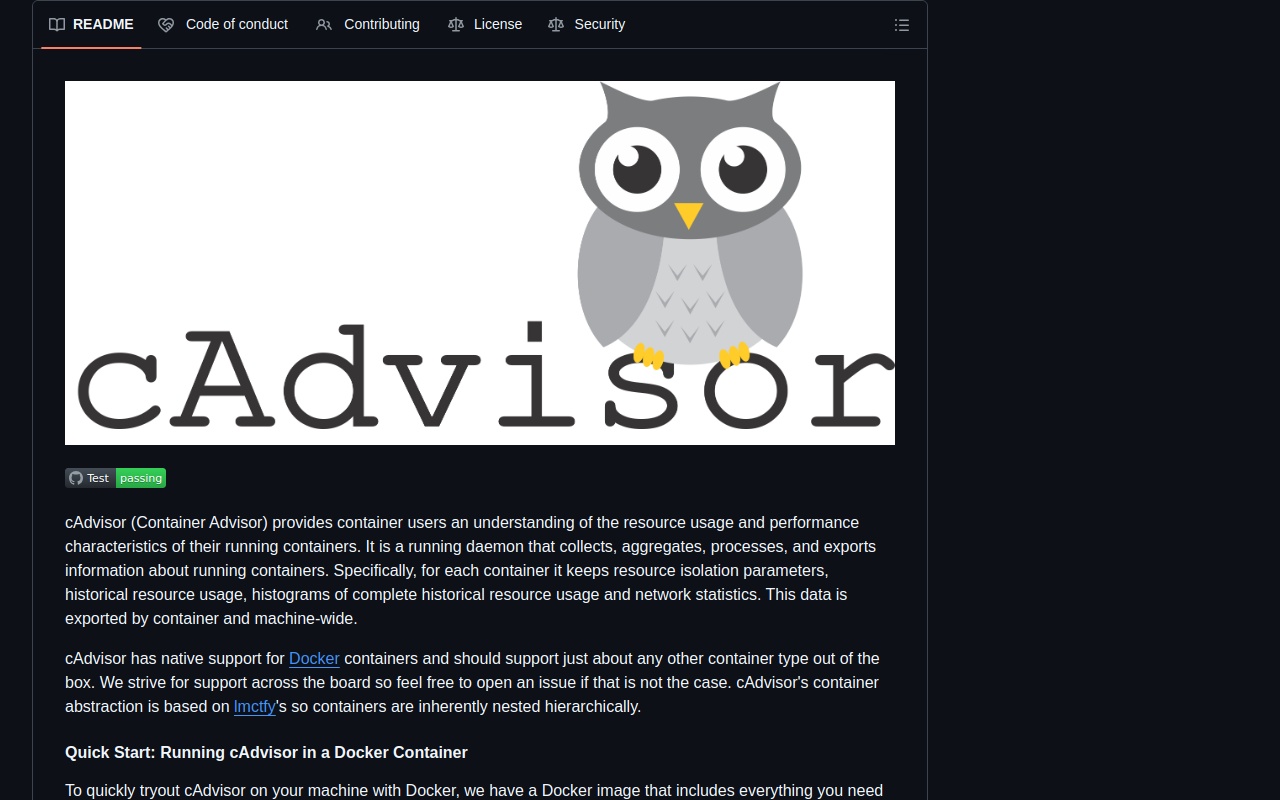 README
Code of conduct
Contributing
License
Security
cAdvisor
Test passing
cAdvisor (Container Advisor) provides container users an understanding of the resource usage and performance
characteristics of their running containers. It is a running daemon that collects, aggregates, processes, and exports
information about running containers. Specifically, for each container it keeps resource isolation parameters,
historical resource usage, histograms of complete historical resource usage and network statistics. This data is
exported by container and machine-wide.
cAdvisor has native support for Docker containers and should support just about any other container type out of the
box. We strive for support across the board so feel free to open an issue if that is not the case. cAdvisor's container
abstraction is based on lmctfy's so containers are inherently nested hierarchically.
Quick Start: Running cAdvisor in a Docker Container
To quickly tryout cAdvisor on your machine with Docker, we have a Docker image that includes everything you need